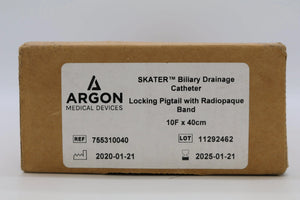 SKATER™ Biliary Drainage
Catheter
ARGON
MEDICAL DEVICES
Locking Pigtail with Radiopaque
Band
10F x 40cm
REF 755310040
LOT 11292462
2020-01-21
2025-01-21